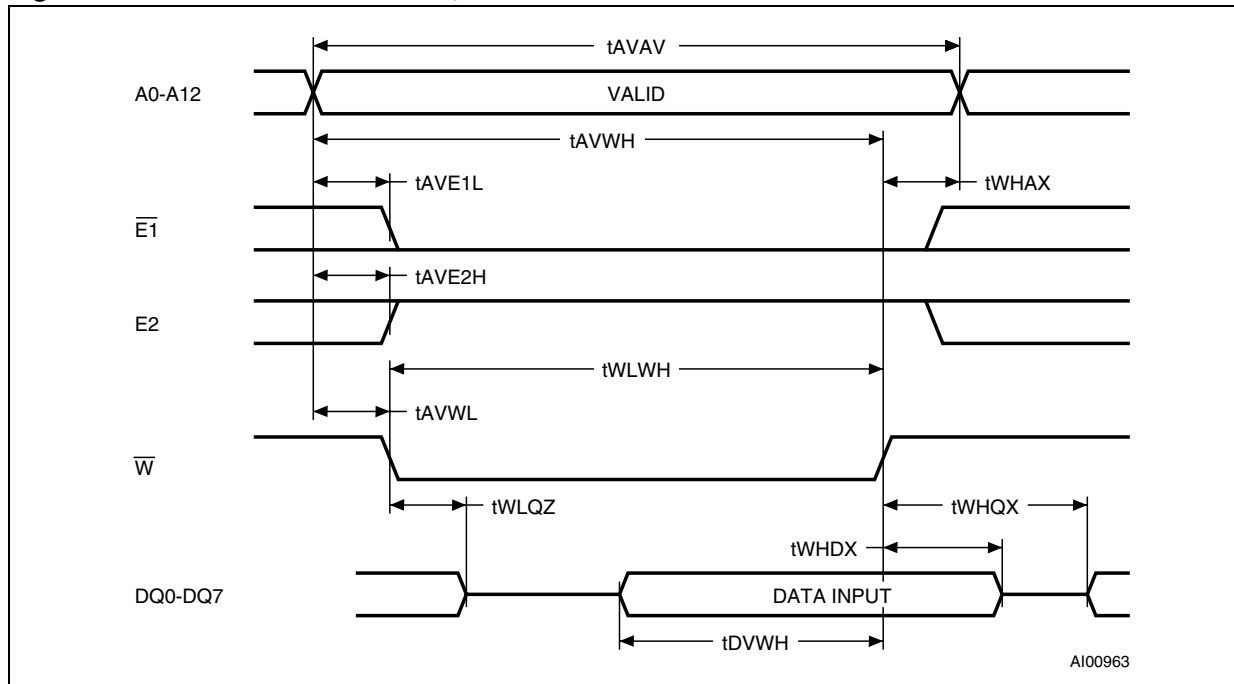 tAVAV
A0-A12
VALID
tAVWH
tAVE1L
tWHAX
E1
tAVE2H
E2
tWLWH
tAVWL
W
tWLQZ
tWHQX
tWHDX
DQ0-DQ7
DATA INPUT
tDVWH
AI00963